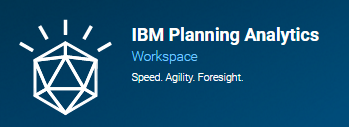 IBM Planning Analytics
Workspace
Speed. Agility. Foresight.